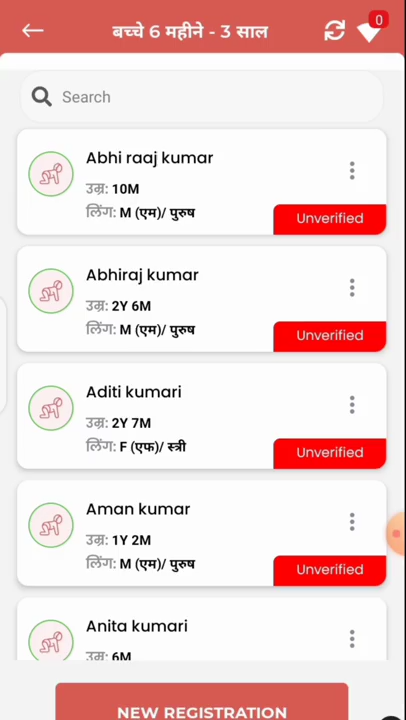 बच्चे 6 महीने - 3 साल
0
Search
Abhi raaj kumar
उम्र: 10M
लिंग: M (एम)/ पुरुष
Unverified
Abhiraj kumar
उम्र: 2Y 6M
लिंग: M (एम)/ पुरुष
Unverified
Aditi kumari
उम्र: 2Y 7M
लिंग: F (एफ)/ स्त्री
Unverified
Aman kumar
उम्र: 1Y 2M
लिंग: M (एम)/ पुरुष
Unverified
Anita kumari
उम्र: 6M
NEW REGISTRATION